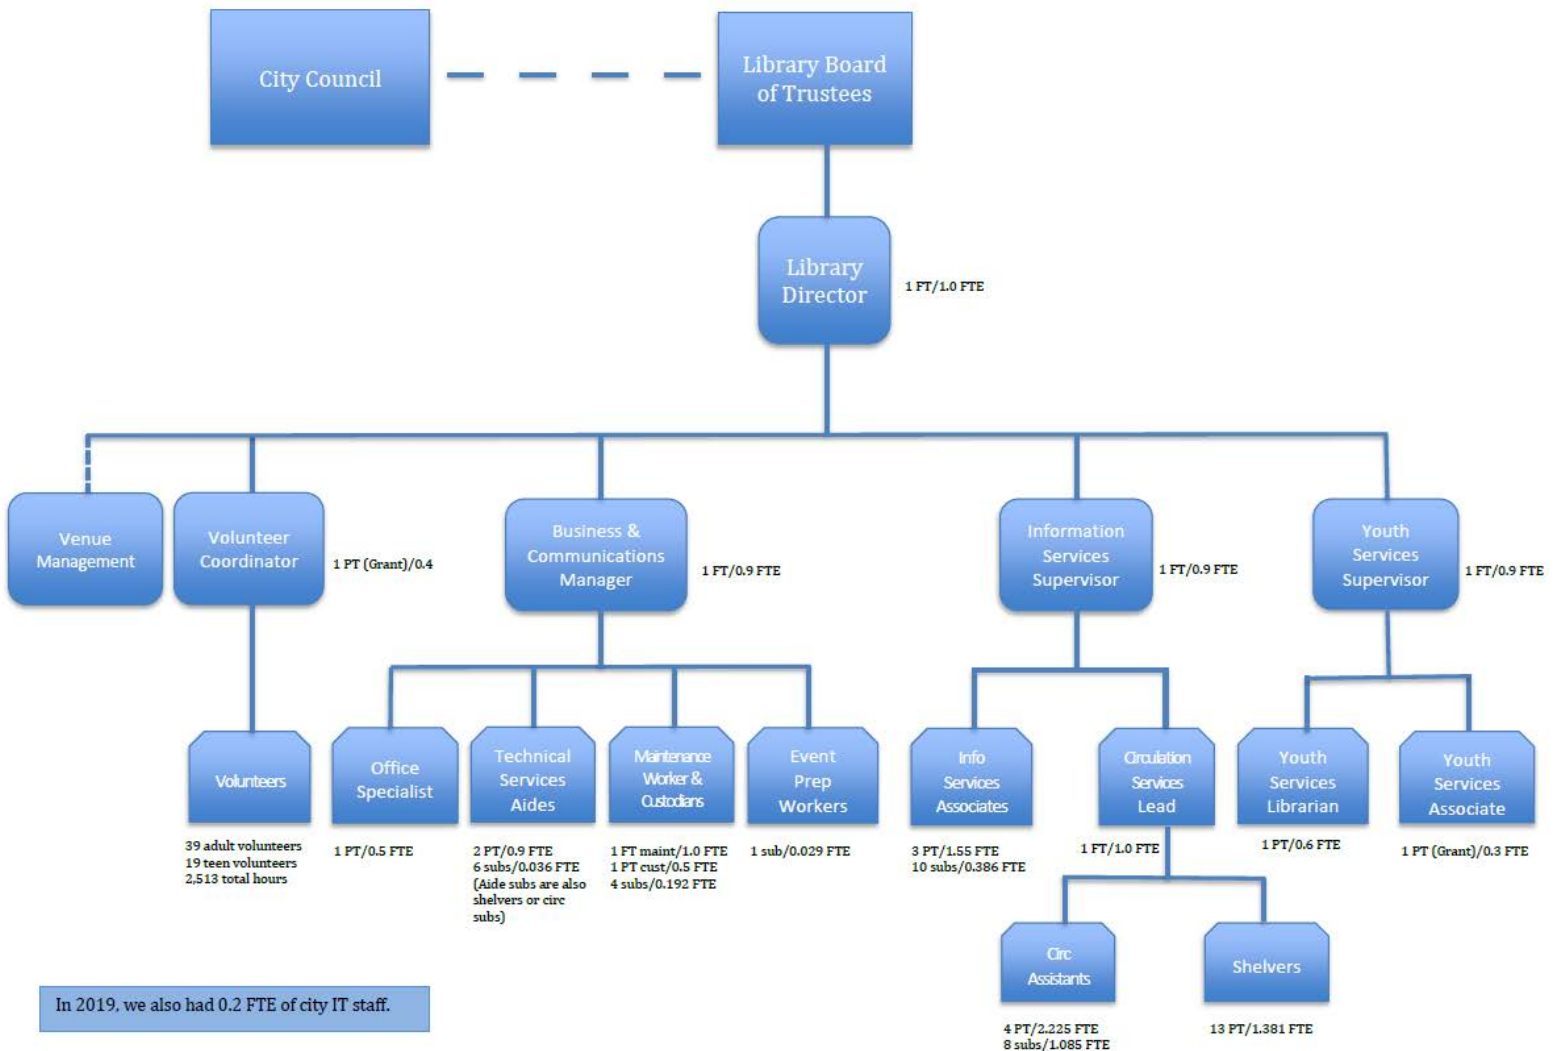 City Council
Library Board
of Trustees
Library
Director
1 FT/1.0 FTE
Venue
Management
Volunteer
Coordinator
1 PT (Grant)/0.4
Business &
Communications
Manager
1 FT/0.9 FTE
Information
Services
Supervisor
1 FT/0.9 FTE
Youth
Services
Supervisor
1 FT/0.9 FTE
Volunteers
39 adult volunteers
19 teen volunteers
2,513 total hours
Office
Specialist
1 PT/0.5 FTE
Technical
Services
Aides
2 PT/0.9 FTE
6 subs/0.036 FTE
(Aide subs are also
shelvers or circ
subs)
Maintenance
Worker &
Custodians
1 FT maint/1.0 FTE
1 PT cust/0.5 FTE
4 subs/0.192 FTE
Event
Prep
Workers
1 sub/0.029 FTE
Info
Services
Associates
3 PT/1.55 FTE
10 subs/0.386 FTE
Circulation
Services
Lead
1 FT/1.0 FTE
Youth
Services
Librarian
1 PT/0.6 FTE
Youth
Services
Associate
1 PT (Grant)/0.3 FTE
Circ
Assistants
4 PT/2.225 FTE
8 subs/1.085 FTE
Shelvers
13 PT/1.381 FTE
In 2019, we also had 0.2 FTE of city IT staff.